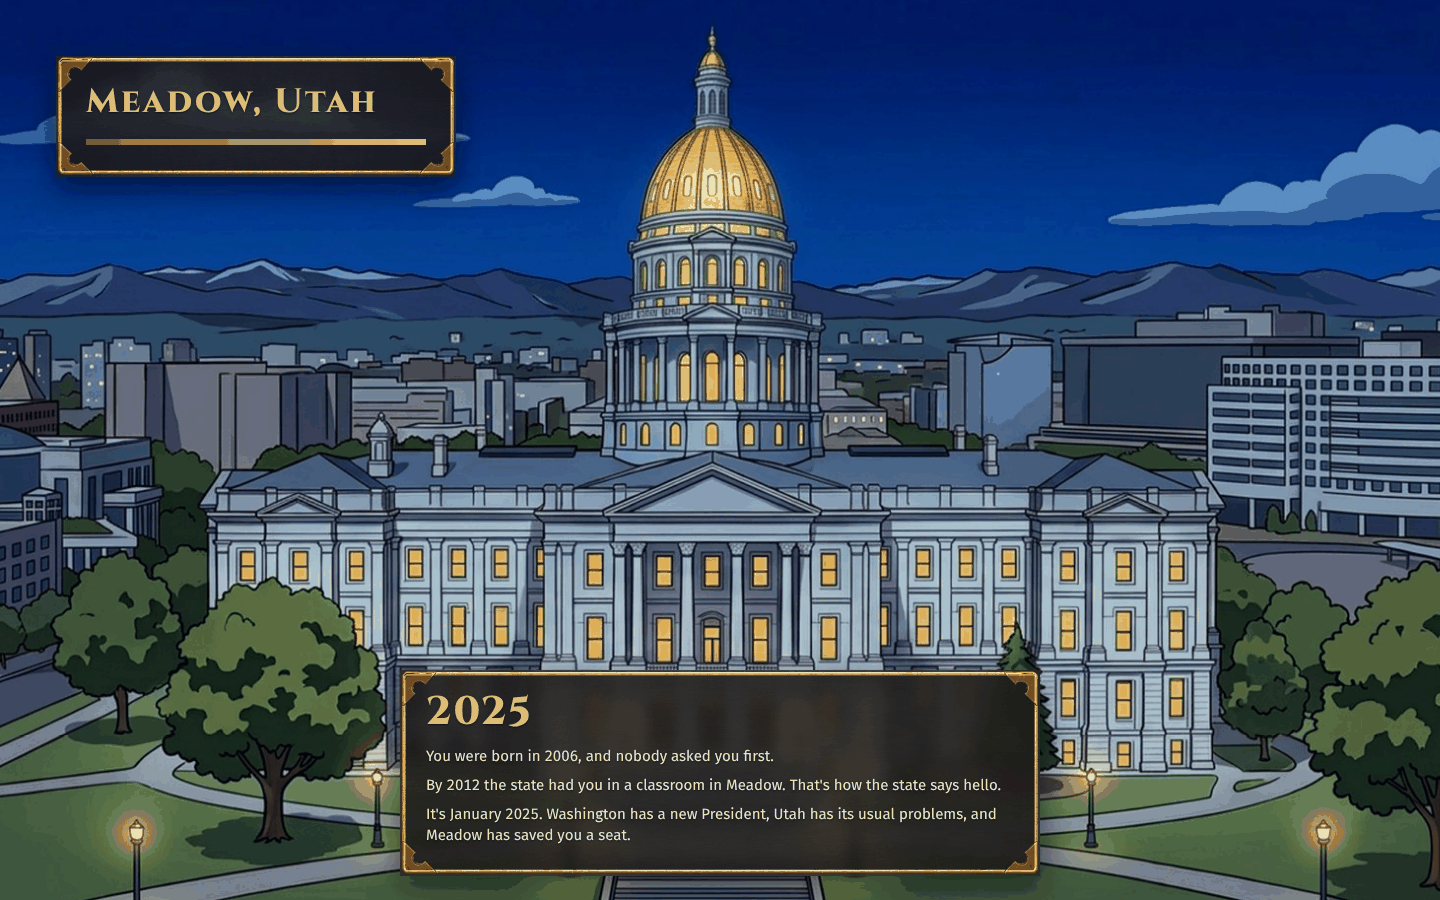 Meadow, Utah
2025
You were born in 2006, and nobody asked you first.
By 2012 the state had you in a classroom in Meadow. That's how the state says hello.
It's January 2025. Washington has a new President, Utah has its usual problems, and
Meadow has saved you a seat.